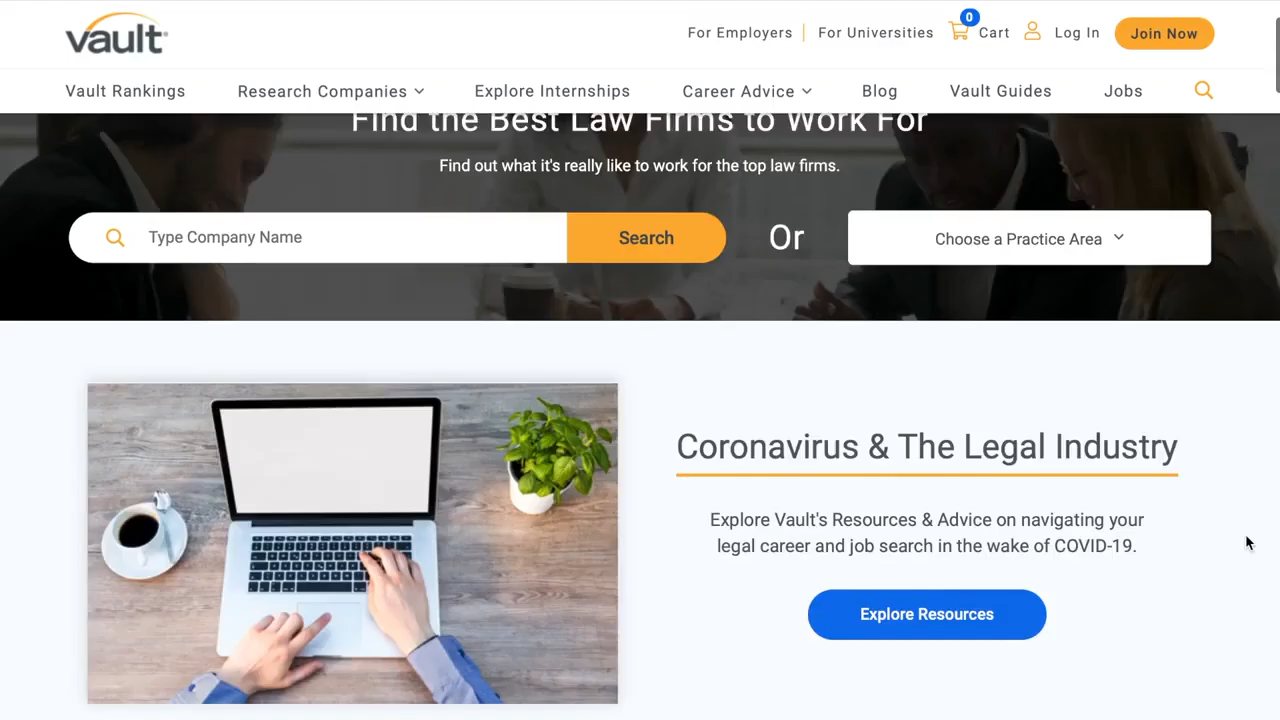 vault
For Employers
For Universities
0
Cart
Log In
Join Now
Vault Rankings
Research Companies
Explore Internships
Career Advice
Blog
Vault Guides
Jobs
Find the Best Law Firms to Work For
Find out what it's really like to work for the top law firms.
Type Company Name
Search
Or
Choose a Practice Area
Coronavirus & The Legal Industry
Explore Vault's Resources & Advice on navigating your
legal career and job search in the wake of COVID-19.
Explore Resources